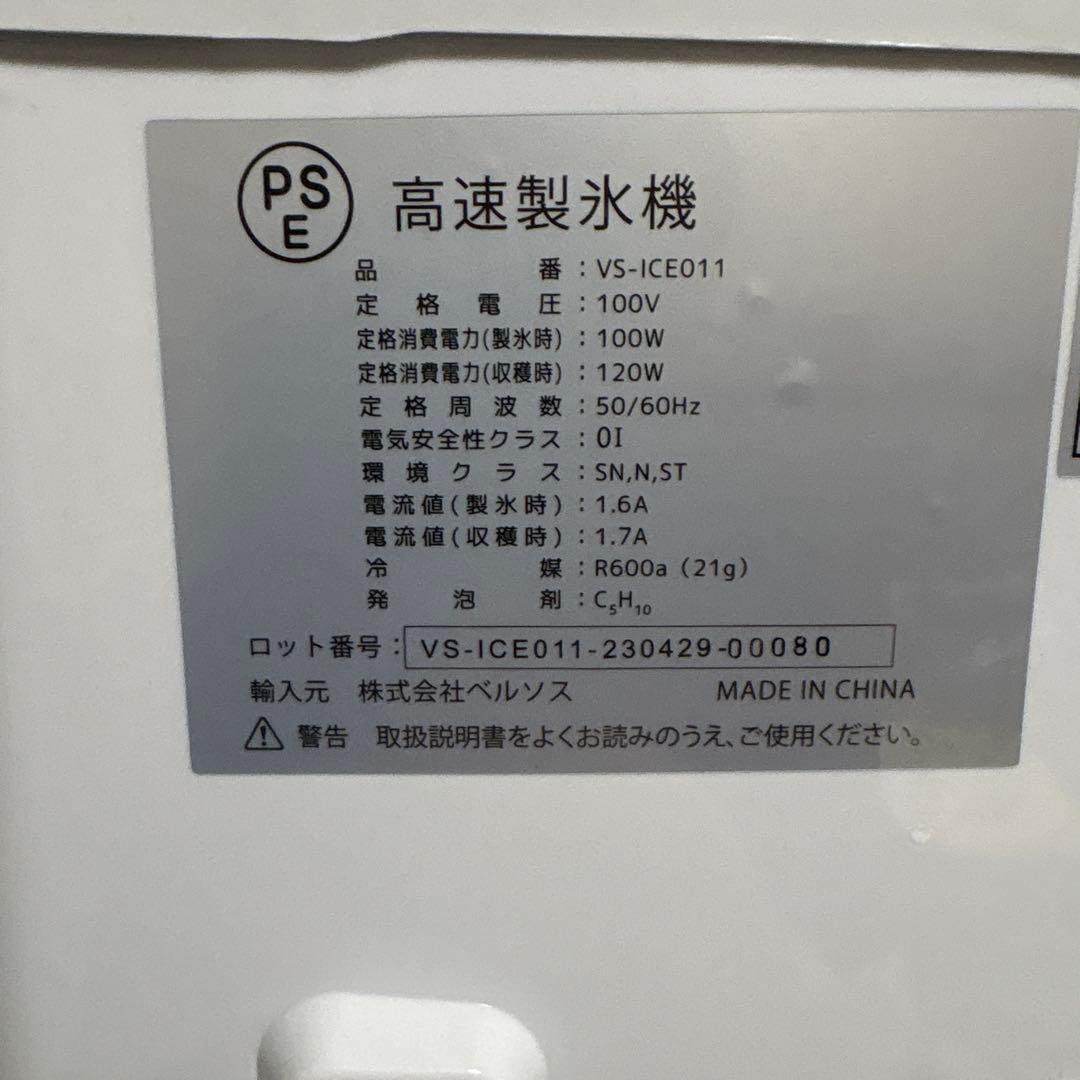 PS
E
高速製氷機
品番：VS-ICE011
定格電圧：100V
定格消費電力(製氷時)：100W
定格消費電力(収穫時)：120W
定格周波数：50/60Hz
電気安全性クラス：0I
環境クラス：SN,N,ST
電流値(製氷時)：1.6A
電流値(収穫時)：1.7A
冷媒：R600a（21g）
発泡剤：C₅H₁₀
ロット番号：VS-ICE011-230429-00080
輸入元 株式会社ベルソス MADE IN CHINA
警告 取扱説明書をよくお読みのうえ、ご使用ください。